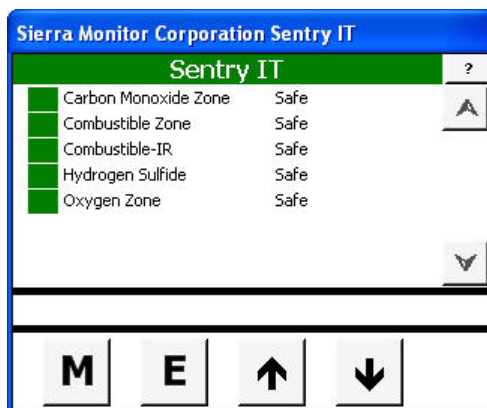 Sierra Monitor Corporation Sentry IT
Sentry IT
?
Carbon Monoxide Zone Safe
Combustible Zone Safe
Combustible-IR Safe
Hydrogen Sulfide Safe
Oxygen Zone Safe
M E